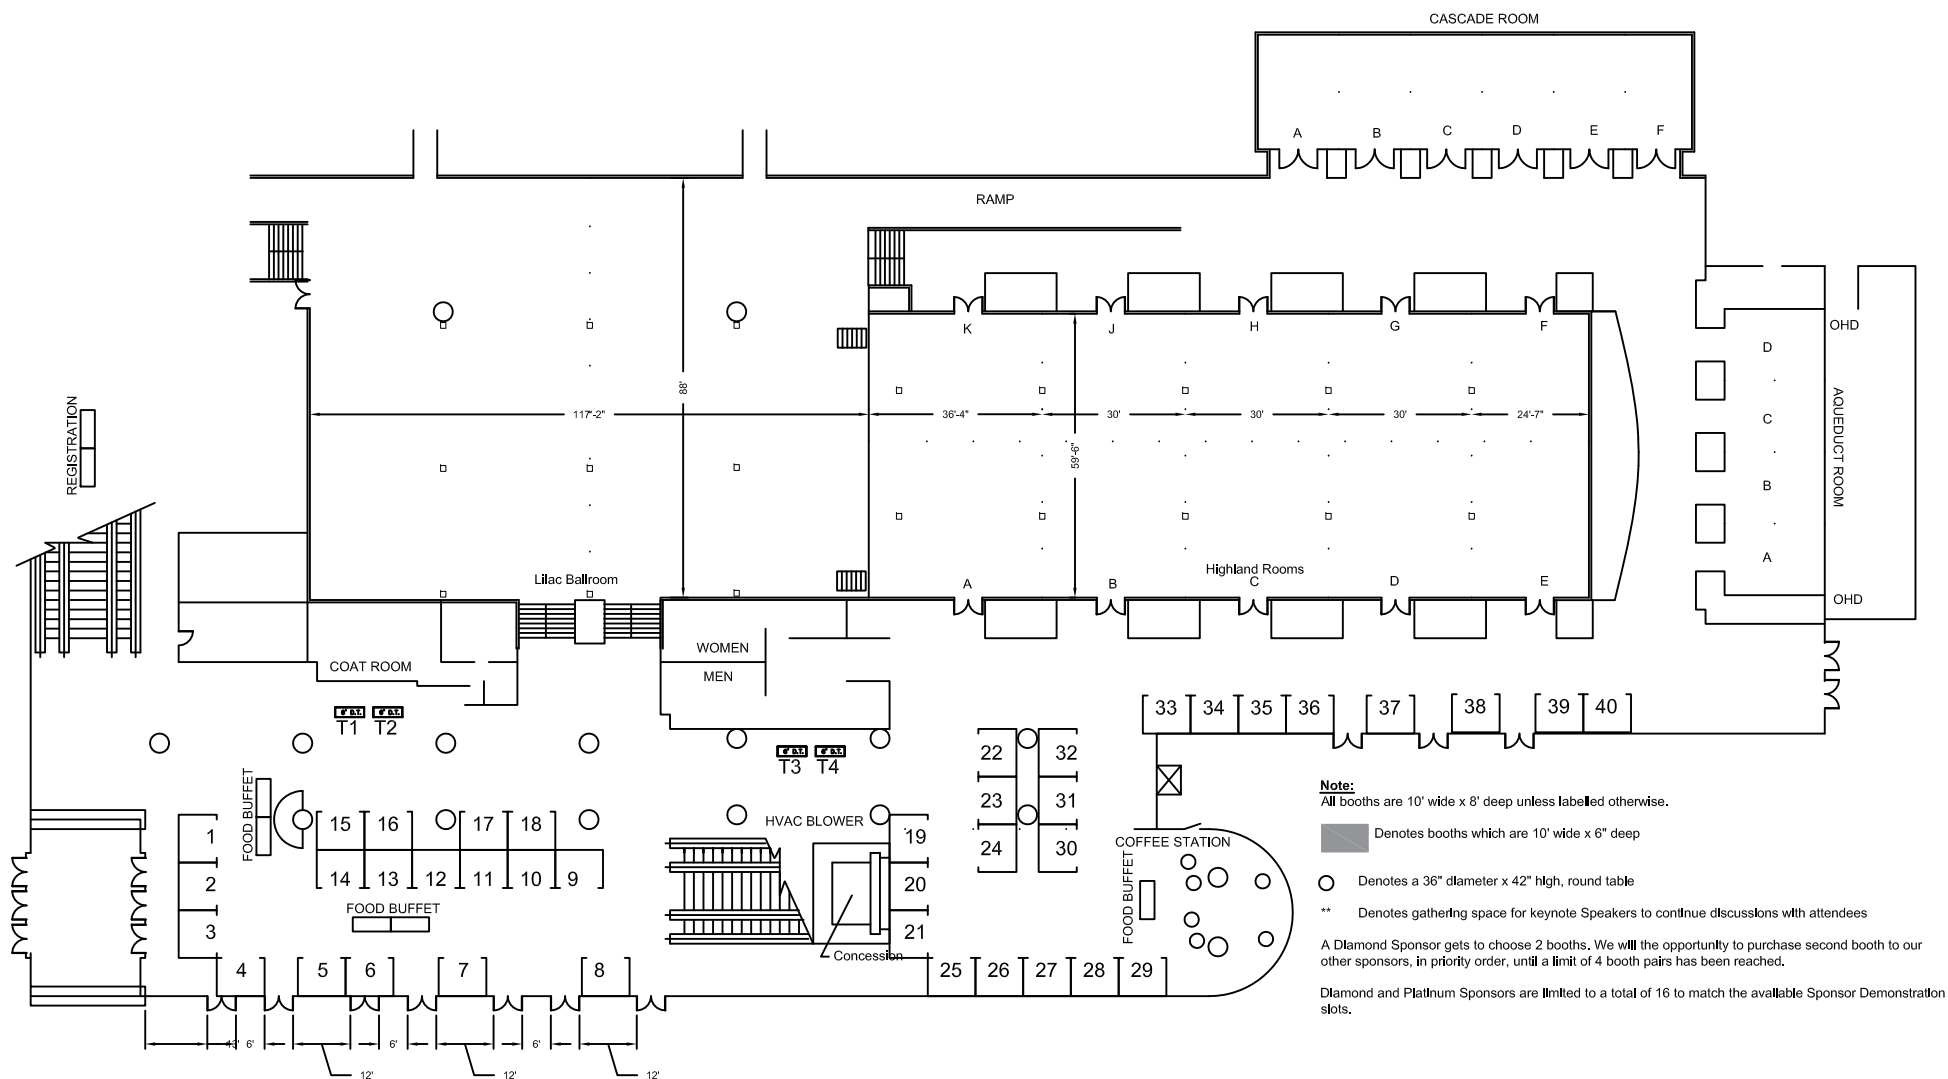 CASCADE ROOM
A B C D E F
RAMP
K J H G F
OHD
D
C
B
A
AQUEDUCT ROOM
OHD
REGISTRATION
88'
117'-2" 36'-4" 30' 30' 30' 24'-7"
59'-6"
Lilac Ballroom
Highland Rooms
A B C D E
WOMEN
MEN
COAT ROOM
6' D.T. 6' D.T.
T1 T2
6' D.T. 6' D.T.
T3 T4
33 34 35 36 37 38 39 40
22 32
23 31
24 30
FOOD BUFFET
15 16 17 18
14 13 12 11 10 9
FOOD BUFFET
1
2
3
4 5 6 7 8
HVAC BLOWER
19
20
21
Concession
25 26 27 28 29
COFFEE STATION
FOOD BUFFET
6' 6' 6'
12' 12' 12'
Note:
All booths are 10' wide x 8' deep unless labelled otherwise.
Denotes booths which are 10' wide x 6" deep
Denotes a 36" diameter x 42" high, round table
** Denotes gathering space for keynote Speakers to continue discussions with attendees
A Diamond Sponsor gets to choose 2 booths. We will the opportunity to purchase second booth to our
other sponsors, in priority order, until a limit of 4 booth pairs has been reached.
Diamond and Platinum Sponsors are limited to a total of 16 to match the available Sponsor Demonstration
slots.